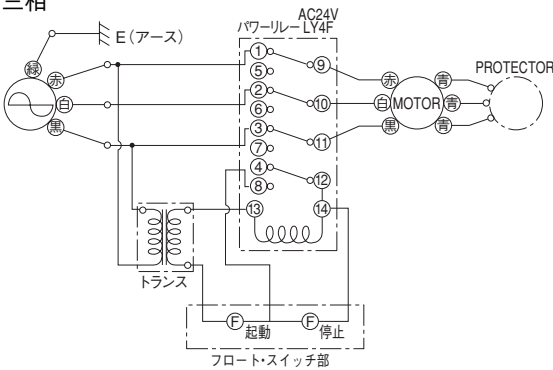 三相
E（アース）
緑
赤
白
黒
AC24V
パワーリレー LY4F
①
⑤
②
⑥
③
⑦
④
⑧
⑨
⑩
⑪
⑫
⑬
⑭
赤
白
黒
MOTOR
青
青
青
PROTECTOR
トランス
F
起動
F
停止
フロート・スイッチ部